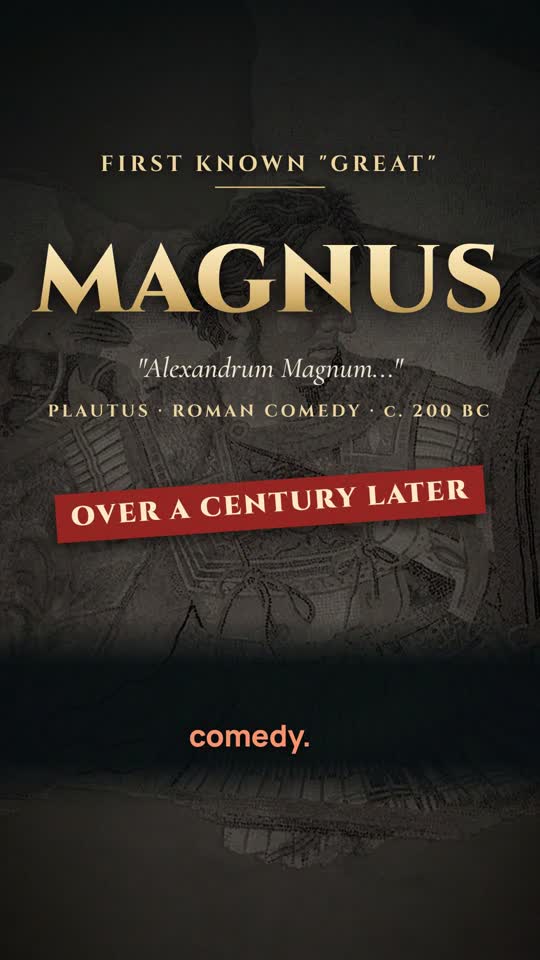 FIRST KNOWN "GREAT"
MAGNUS
"Alexandrum Magnum..."
PLAUTUS · ROMAN COMEDY · C. 200 BC
OVER A CENTURY LATER
comedy.